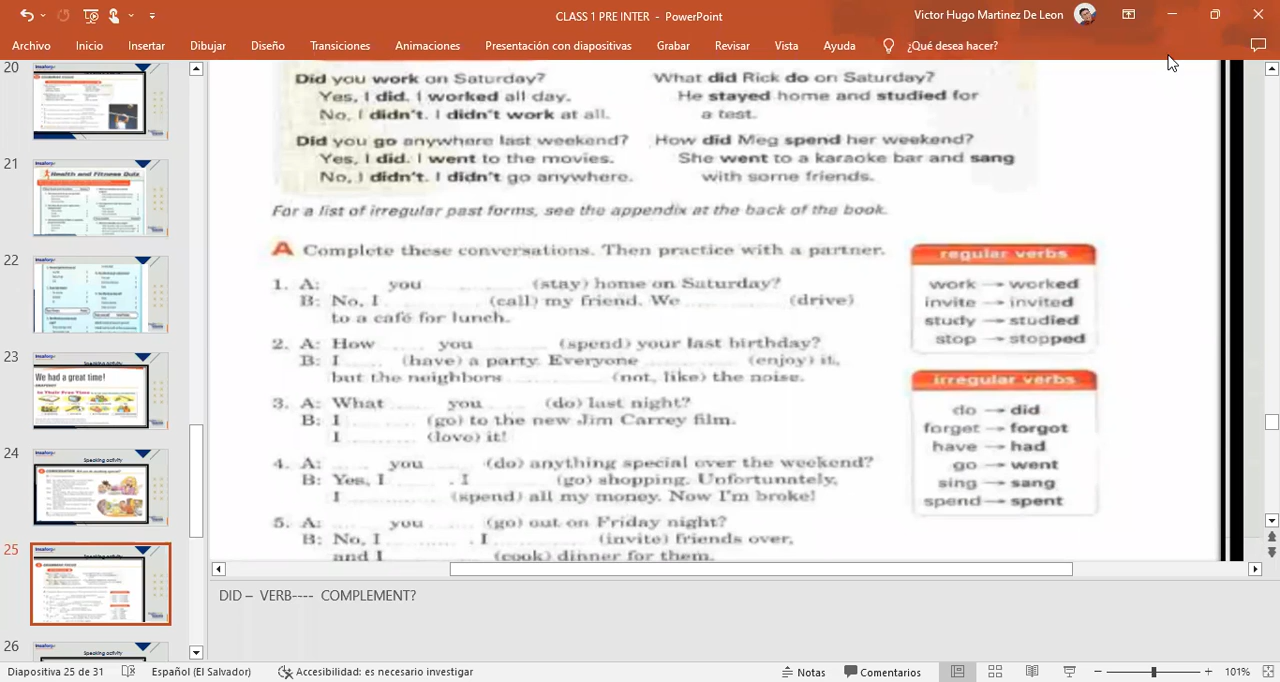 CLASS 1 PRE INTER - PowerPoint
Victor Hugo Martinez De Leon
Archivo Inicio Insertar Dibujar Diseño Transiciones Animaciones Presentación con diapositivas Grabar Revisar Vista Ayuda ¿Qué desea hacer?
20
21
Health and Fitness Quiz
22
23
Speaking activity
We had a great time!
In Their Free Time
24
Speaking activity
25
Speaking activity
26
Speaking activity
Did you work on Saturday?
Yes, I did. I worked all day.
No, I didn't. I didn't work at all.
Did you go anywhere last weekend?
Yes, I did. I went to the movies.
No, I didn't. I didn't go anywhere.
What did Rick do on Saturday?
He stayed home and studied for
a test.
How did Meg spend her weekend?
She went to a karaoke bar and sang
with some friends.
For a list of irregular past forms, see the appendix at the back of the book.
A Complete these conversations. Then practice with a partner.
1. A: ........ you ........ (stay) home on Saturday?
B: No, I ........ (call) my friend. We ........ (drive)
to a café for lunch.
2. A: How ........ you ........ (spend) your last birthday?
B: I ........ (have) a party. Everyone ........ (enjoy) it,
but the neighbors ........ (not, like) the noise.
3. A: What ........ you ........ (do) last night?
B: I ........ (go) to the new Jim Carrey film.
I ........ (love) it!
4. A: ........ you ........ (do) anything special over the weekend?
B: Yes, I ........ . I ........ (go) shopping. Unfortunately,
I ........ (spend) all my money. Now I'm broke!
5. A: ........ you ........ (go) out on Friday night?
B: No, I ........ . I ........ (invite) friends over,
and I ........ (cook) dinner for them.
regular verbs
work → worked
invite → invited
study → studied
stop → stopped
irregular verbs
do → did
forget → forgot
have → had
go → went
sing → sang
spend → spent
DID – VERB---- COMPLEMENT?
Diapositiva 25 de 31 Español (El Salvador) Accesibilidad: es necesario investigar Notas Comentarios 101%